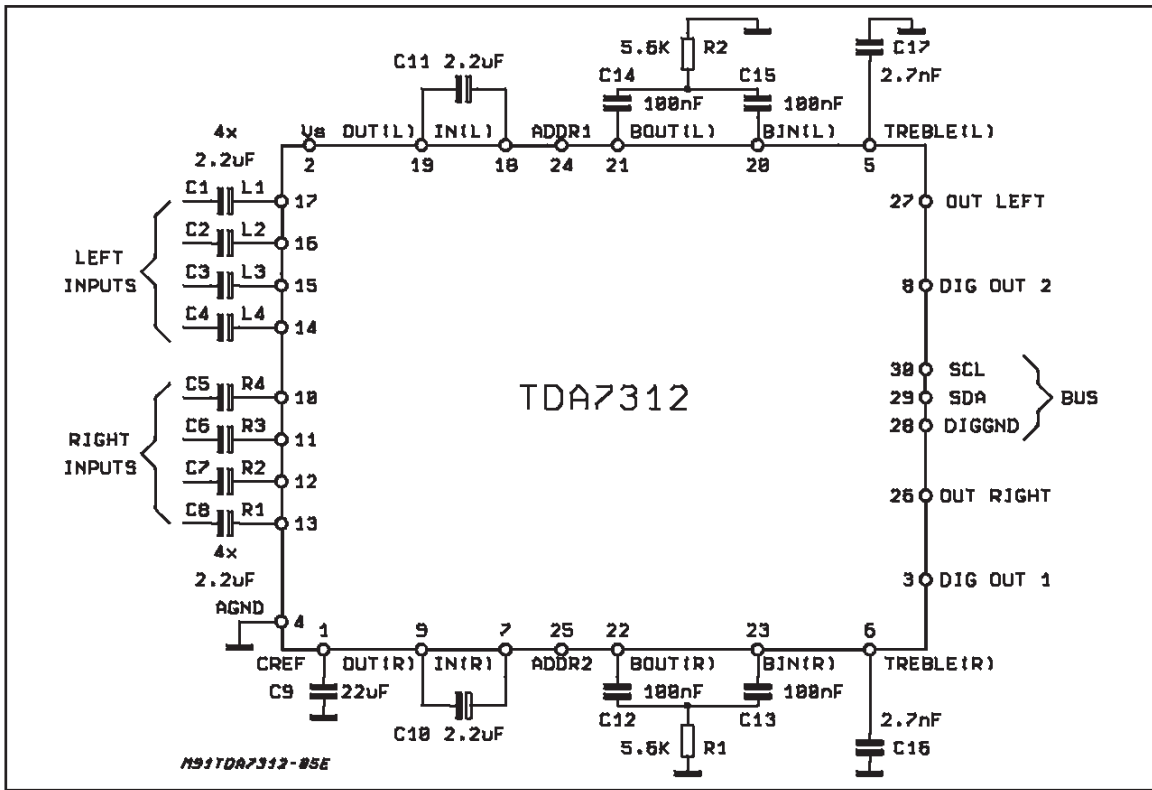 5.6K R2 C17
C11 2.2uF C14 C15 2.7nF
100nF 100nF
4x Vs OUT(L) IN(L) ADDR1 BOUT(L) BIN(L) TREBLE(L)
2.2uF 2 19 18 24 21 20 5
C1 L1 17 27 OUT LEFT
C2 L2 16
LEFT
INPUTS
C3 L3 15 8 DIG OUT 2
C4 L4 14
30 SCL
C5 R4 10 TDA7312 29 SDA BUS
C6 R3 11 28 DIGGND
RIGHT
INPUTS
C7 R2 12 26 OUT RIGHT
C8 R1 13
4x
2.2uF 3 DIG OUT 1
AGND 4
1 9 7 25 22 23 6
CREF OUT(R) IN(R) ADDR2 BOUT(R) BIN(R) TREBLE(R)
C9 22uF 100nF 100nF
C12 C13 2.7nF
C10 2.2uF 5.6K R1 C16
M91TDA7312-05E